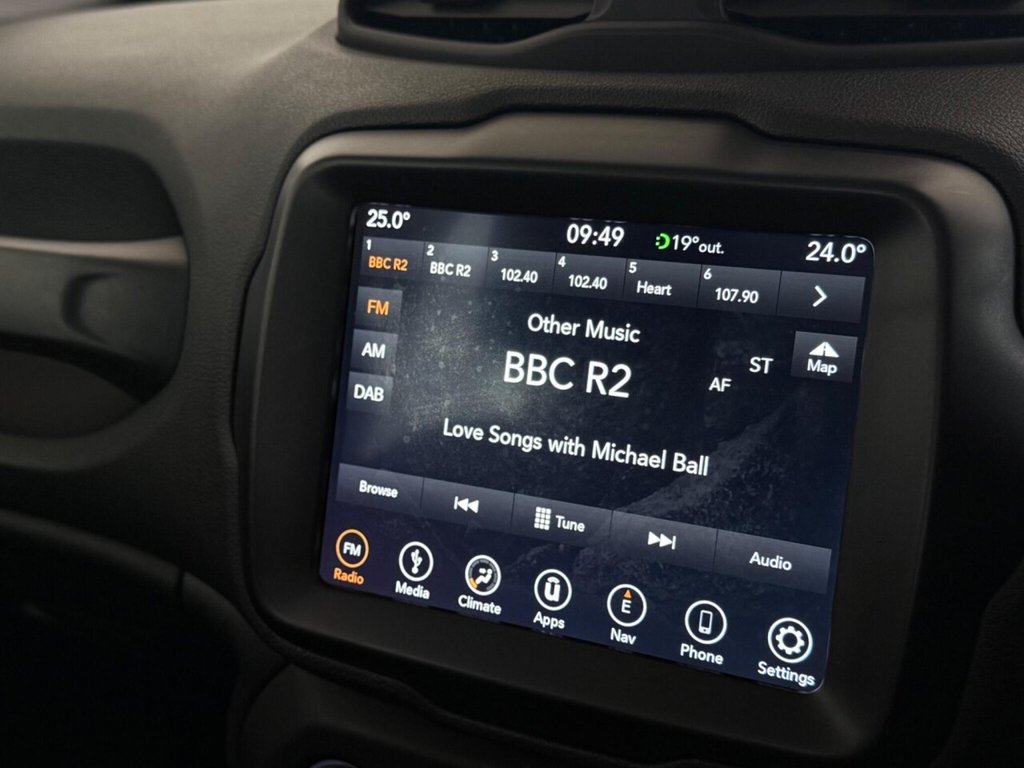 25.0° 09:49 19°out. 24.0°
1 BBC R2 2 BBC R2 3 102.40 4 102.40 5 Heart 6 107.90
FM
AM
DAB
Other Music
BBC R2
AF ST
Map
Love Songs with Michael Ball
Browse Tune Audio
FM E
Radio Media Climate Apps Nav Phone Settings